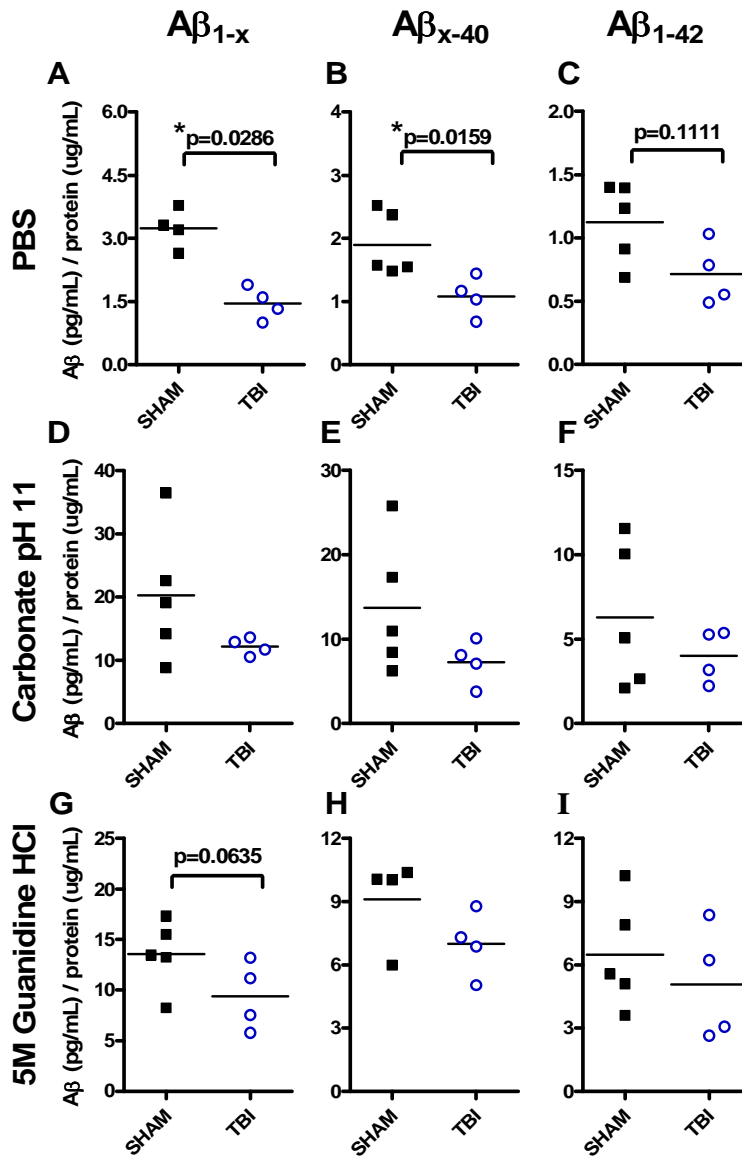 Aβ1-x
Aβx-40
Aβ1-42
PBS
A
Aβ (pg/mL) / protein (ug/mL)
6.0
4.5
3.0
1.5
0.0
* p=0.0286
SHAM
TBI
B
4
3
2
1
0
* p=0.0159
SHAM
TBI
C
2.0
1.5
1.0
0.5
0.0
p=0.1111
SHAM
TBI
Carbonate pH 11
D
Aβ (pg/mL) / protein (ug/mL)
40
30
20
10
0
SHAM
TBI
E
30
20
10
0
SHAM
TBI
F
15
10
5
0
SHAM
TBI
5M Guanidine HCl
G
Aβ (pg/mL) / protein (ug/mL)
25
20
15
10
5
0
p=0.0635
SHAM
TBI
H
12
9
6
3
0
SHAM
TBI
I
12
9
6
3
0
SHAM
TBI